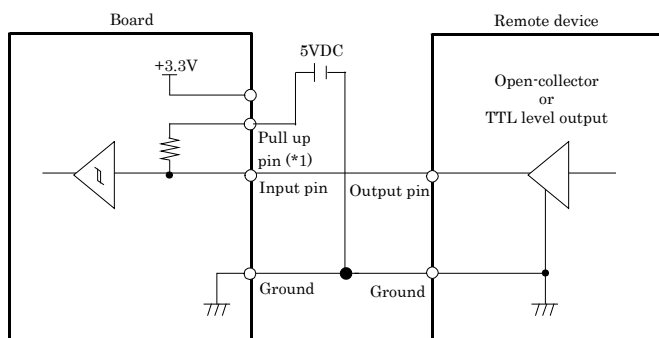 Board
Remote device
5VDC
+3.3V
Open-collector
or
TTL level output
Pull up
pin (*1)
Input pin
Output pin
Ground
Ground